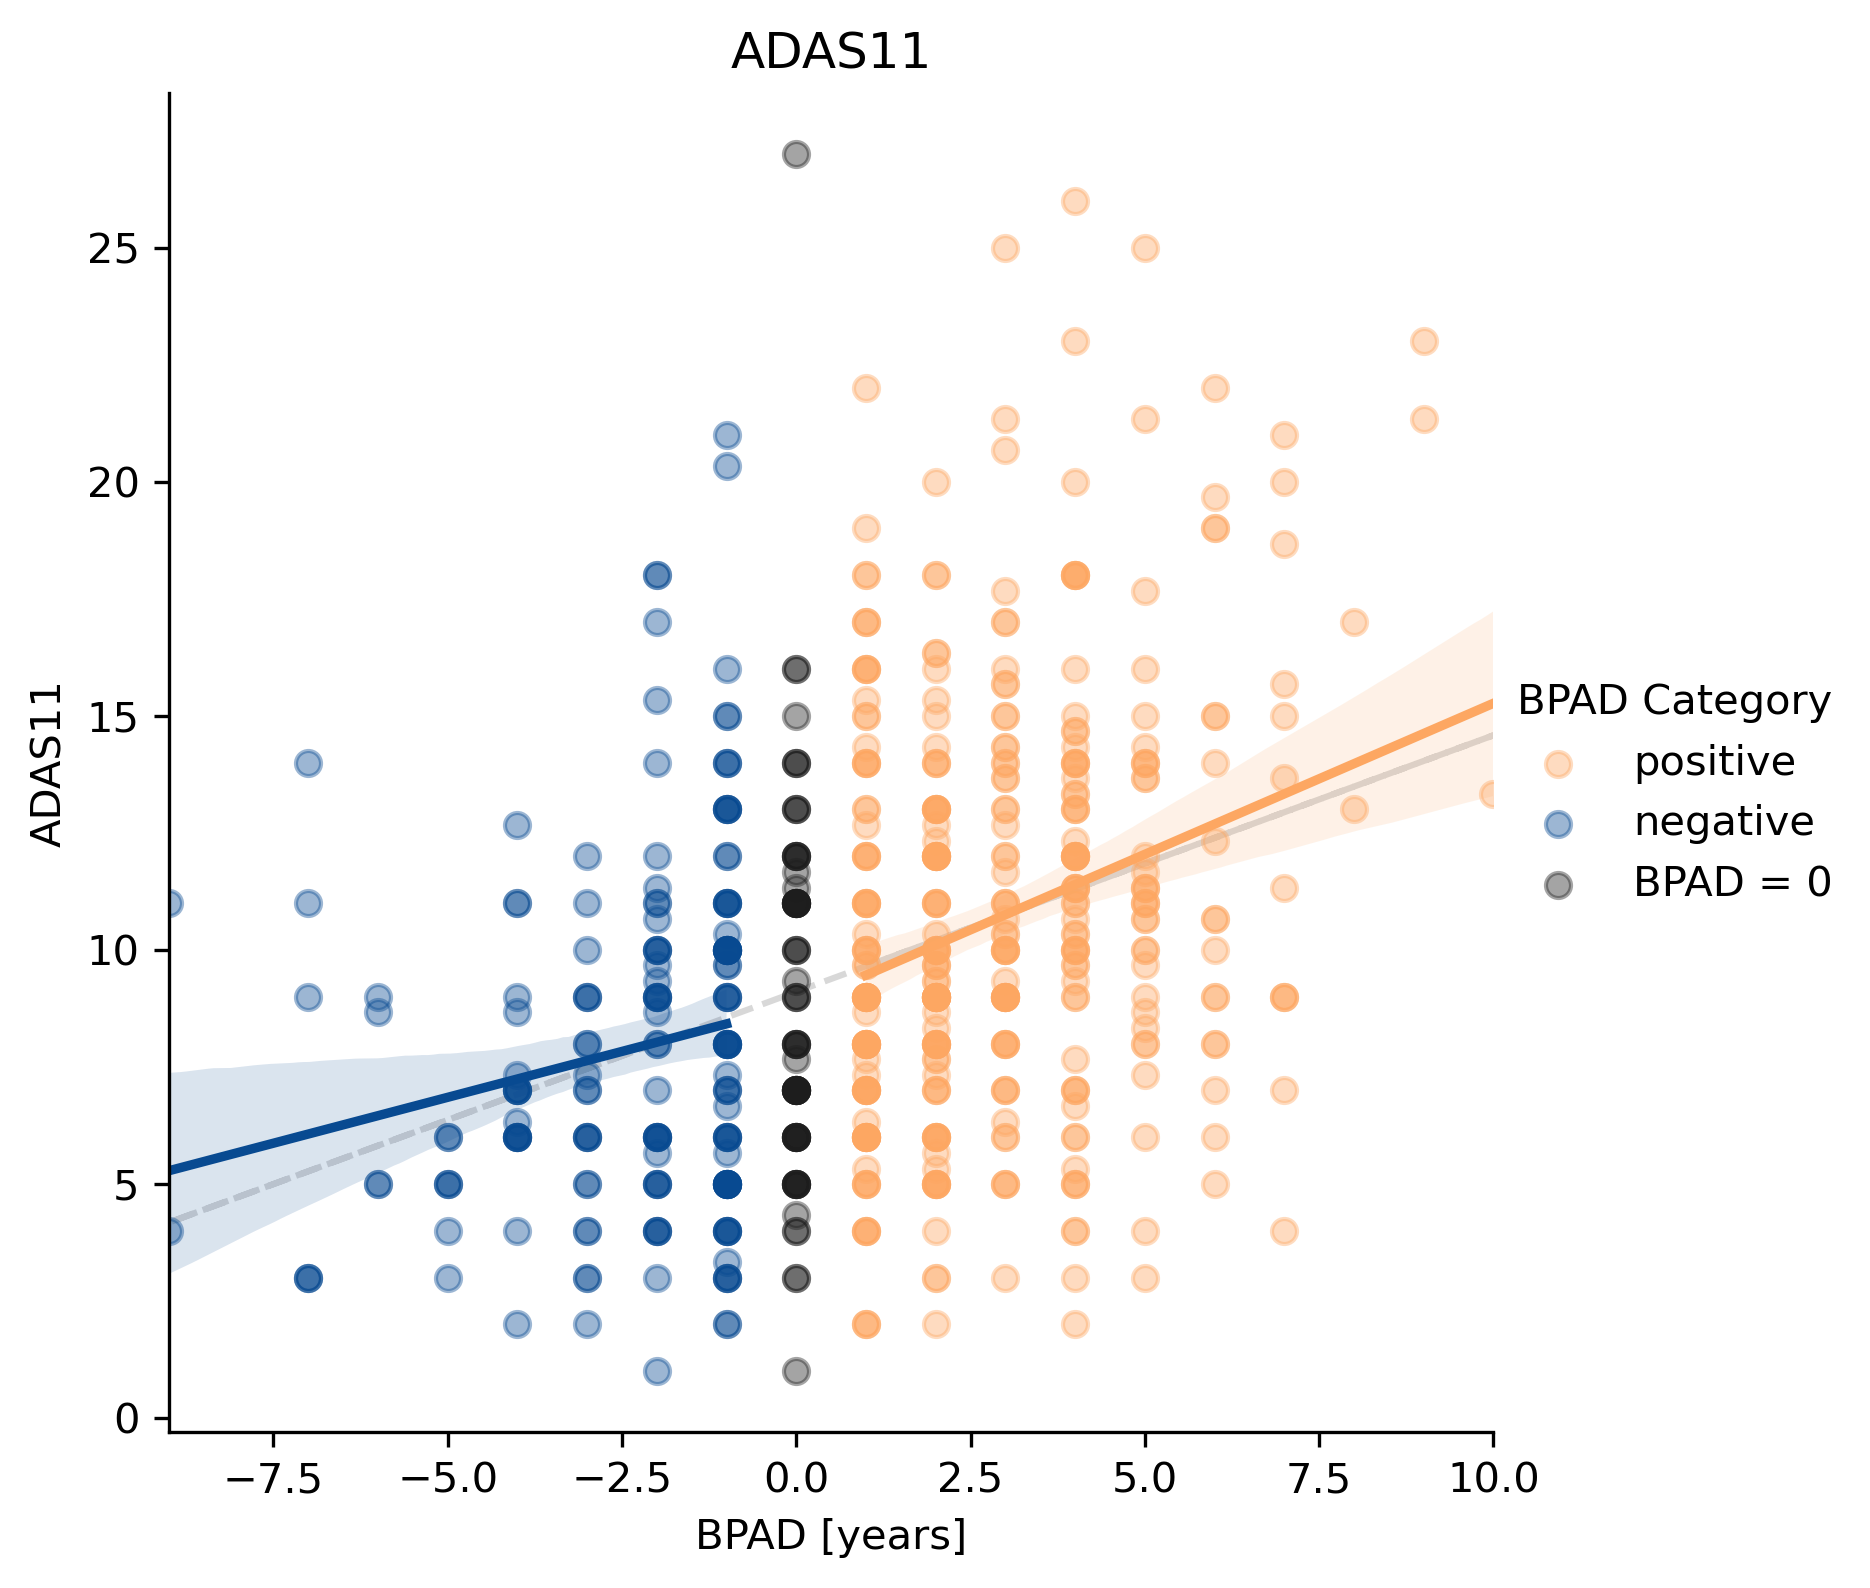 ADAS11
ADAS11
25
20
15
10
5
0
−7.5
−5.0
−2.5
0.0
2.5
5.0
7.5
10.0
BPAD [years]
BPAD Category
positive
negative
BPAD = 0